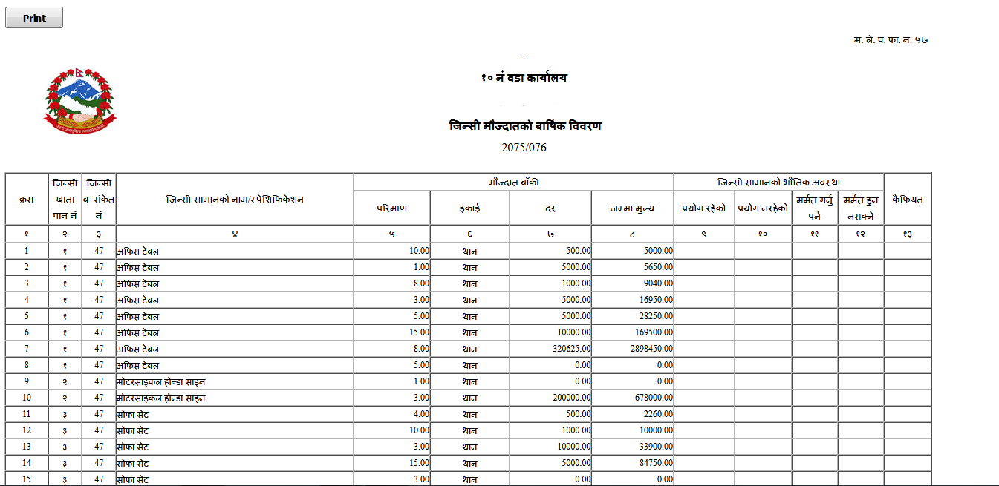 Print
म. ले. प. फा. नं. ५७
--
१० नं वडा कार्यालय
जिन्सी मौज्दातको बार्षिक विवरण
2075/076
क्रस जिन्सी खाता पान नं जिन्सी ब संकेत नं जिन्सी सामानको नाम/स्पेशिफिकेशन मौज्दात बाँकी जिन्सी सामानको भौतिक अवस्था कैफियत
परिमाण इकाई दर जम्मा मुल्य प्रयोग रहेको प्रयोग नरहेको मर्मत गर्नु पर्न मर्मत हुन नसक्ने
१ २ ३ ४ ५ ६ ७ ८ ९ १० ११ १२ १३
1 १ 47 अफिस टेबल 10.00 थान 500.00 5000.00
2 १ 47 अफिस टेबल 1.00 थान 5000.00 5650.00
3 १ 47 अफिस टेबल 8.00 थान 1000.00 9040.00
4 १ 47 अफिस टेबल 3.00 थान 5000.00 16950.00
5 १ 47 अफिस टेबल 5.00 थान 5000.00 28250.00
6 १ 47 अफिस टेबल 15.00 थान 10000.00 169500.00
7 १ 47 अफिस टेबल 8.00 थान 320625.00 2898450.00
8 १ 47 अफिस टेबल 5.00 थान 0.00 0.00
9 २ 47 मोटरसाइकल होन्डा साइन 1.00 थान 0.00 0.00
10 २ 47 मोटरसाइकल होन्डा साइन 3.00 थान 200000.00 678000.00
11 ३ 47 सोफा सेट 4.00 थान 500.00 2260.00
12 ३ 47 सोफा सेट 10.00 थान 1000.00 10000.00
13 ३ 47 सोफा सेट 3.00 थान 10000.00 33900.00
14 ३ 47 सोफा सेट 15.00 थान 5000.00 84750.00
15 ३ 47 सोफा सेट 3.00 थान 0.00 0.00